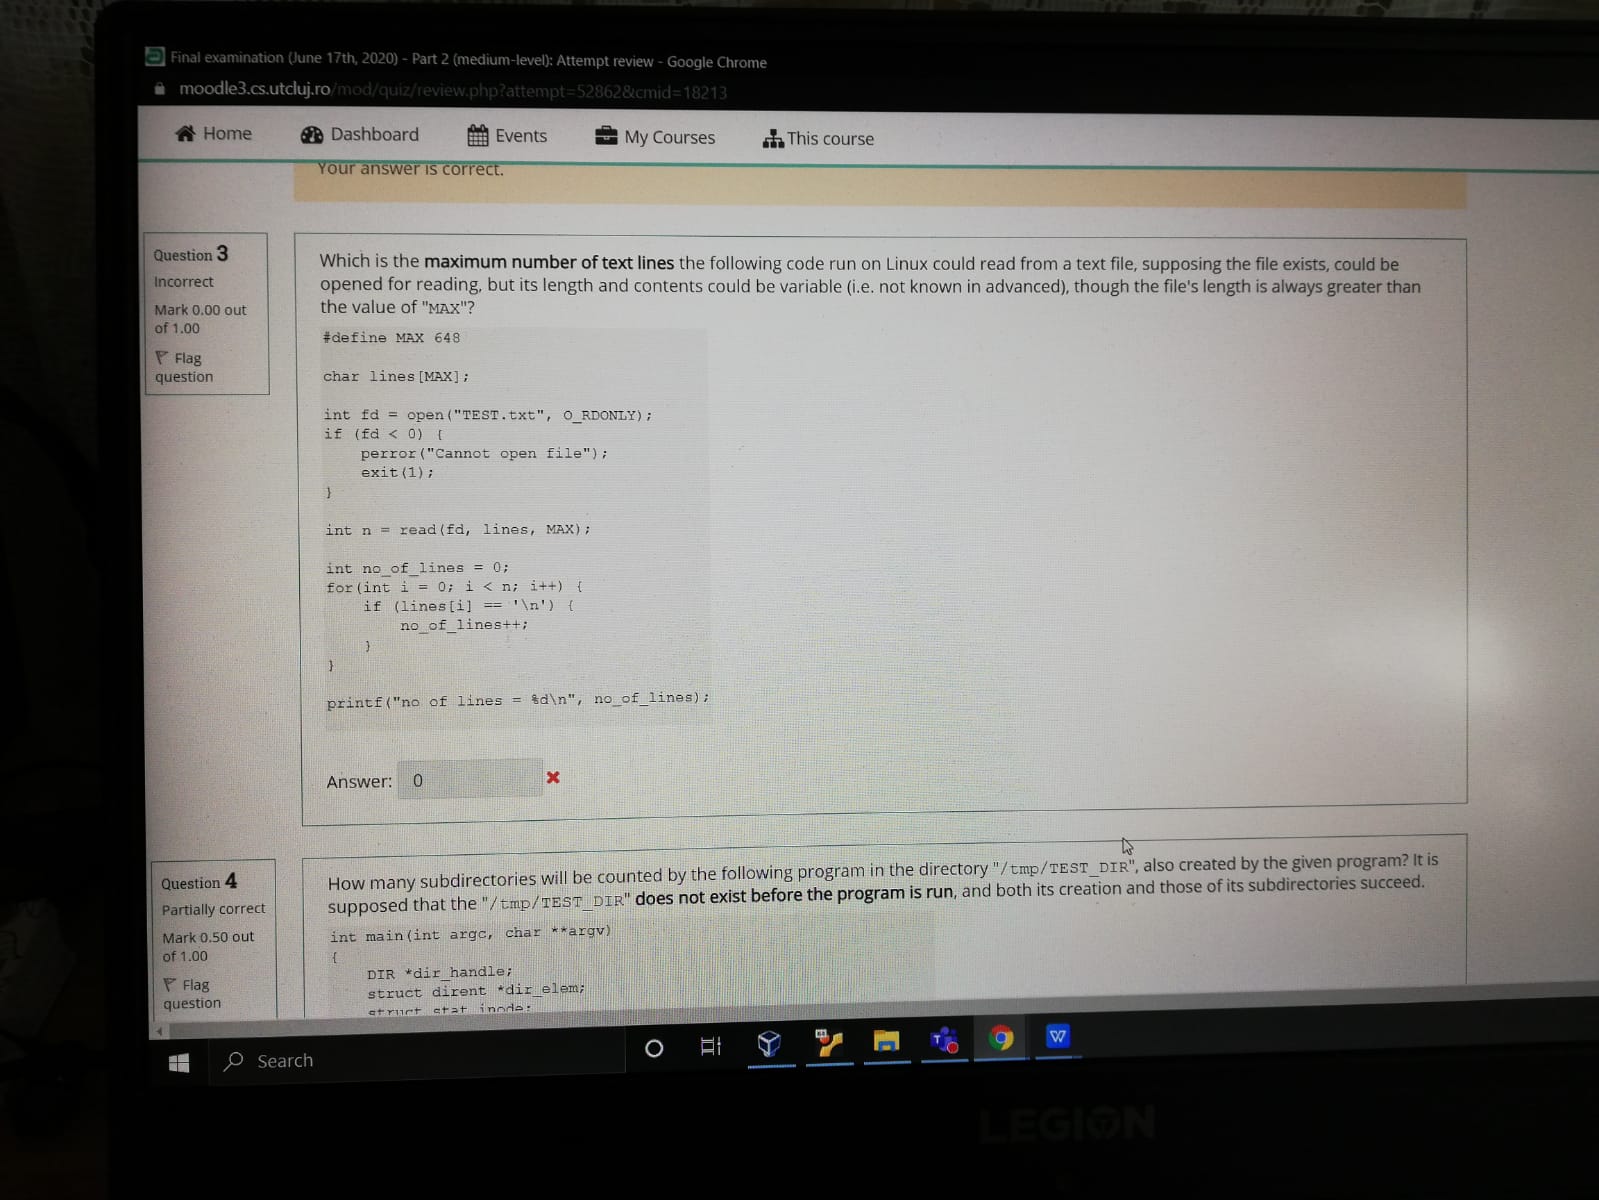 Final examination (June 17th, 2020) - Part 2 (medium-level): Attempt review - Google Chrome
moodle3.cs.utcluj.ro/mod/quiz/review.php?attempt=52862&cmid=18213
Home Dashboard Events My Courses This course
Your answer is correct.
Question 3
Incorrect
Mark 0.00 out
of 1.00
Flag
question
Which is the maximum number of text lines the following code run on Linux could read from a text file, supposing the file exists, could be
opened for reading, but its length and contents could be variable (i.e. not known in advanced), though the file's length is always greater than
the value of "MAX"?
#define MAX 648
char lines[MAX];
int fd = open("TEST.txt", O_RDONLY);
if (fd < 0) {
perror("Cannot open file");
exit(1);
}
int n = read(fd, lines, MAX);
int no_of_lines = 0;
for(int i = 0; i < n; i++) {
if (lines[i] == '\n') {
no_of_lines++;
}
}
printf("no of lines = %d\n", no_of_lines);
Answer: 0
Question 4
Partially correct
Mark 0.50 out
of 1.00
Flag
question
How many subdirectories will be counted by the following program in the directory "/tmp/TEST_DIR", also created by the given program? It is
supposed that the "/tmp/TEST_DIR" does not exist before the program is run, and both its creation and those of its subdirectories succeed.
int main(int argc, char **argv)
{
DIR *dir_handle;
struct dirent *dir_elem;
struct stat inode;
Search
LEGION